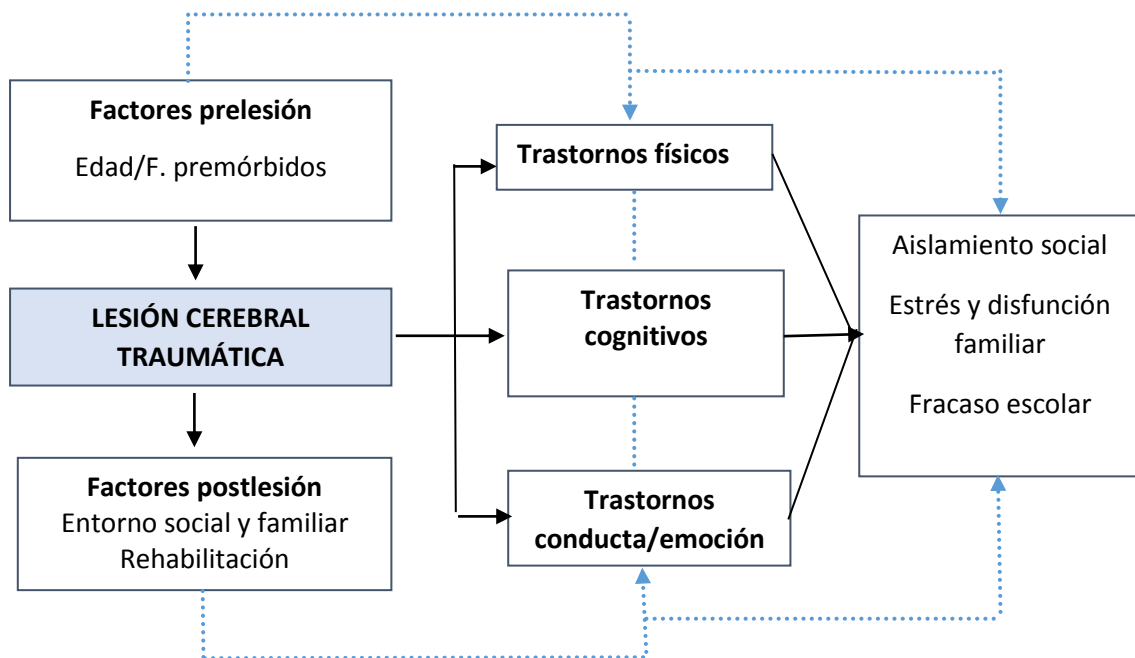 Factores prelesión
Edad/F. premórbidos
LESIÓN CEREBRAL
TRAUMÁTICA
Factores postlesión
Entorno social y familiar
Rehabilitación
Trastornos físicos
Trastornos
cognitivos
Trastornos
conducta/emoción
Aislamiento social
Estrés y disfunción
familiar
Fracaso escolar